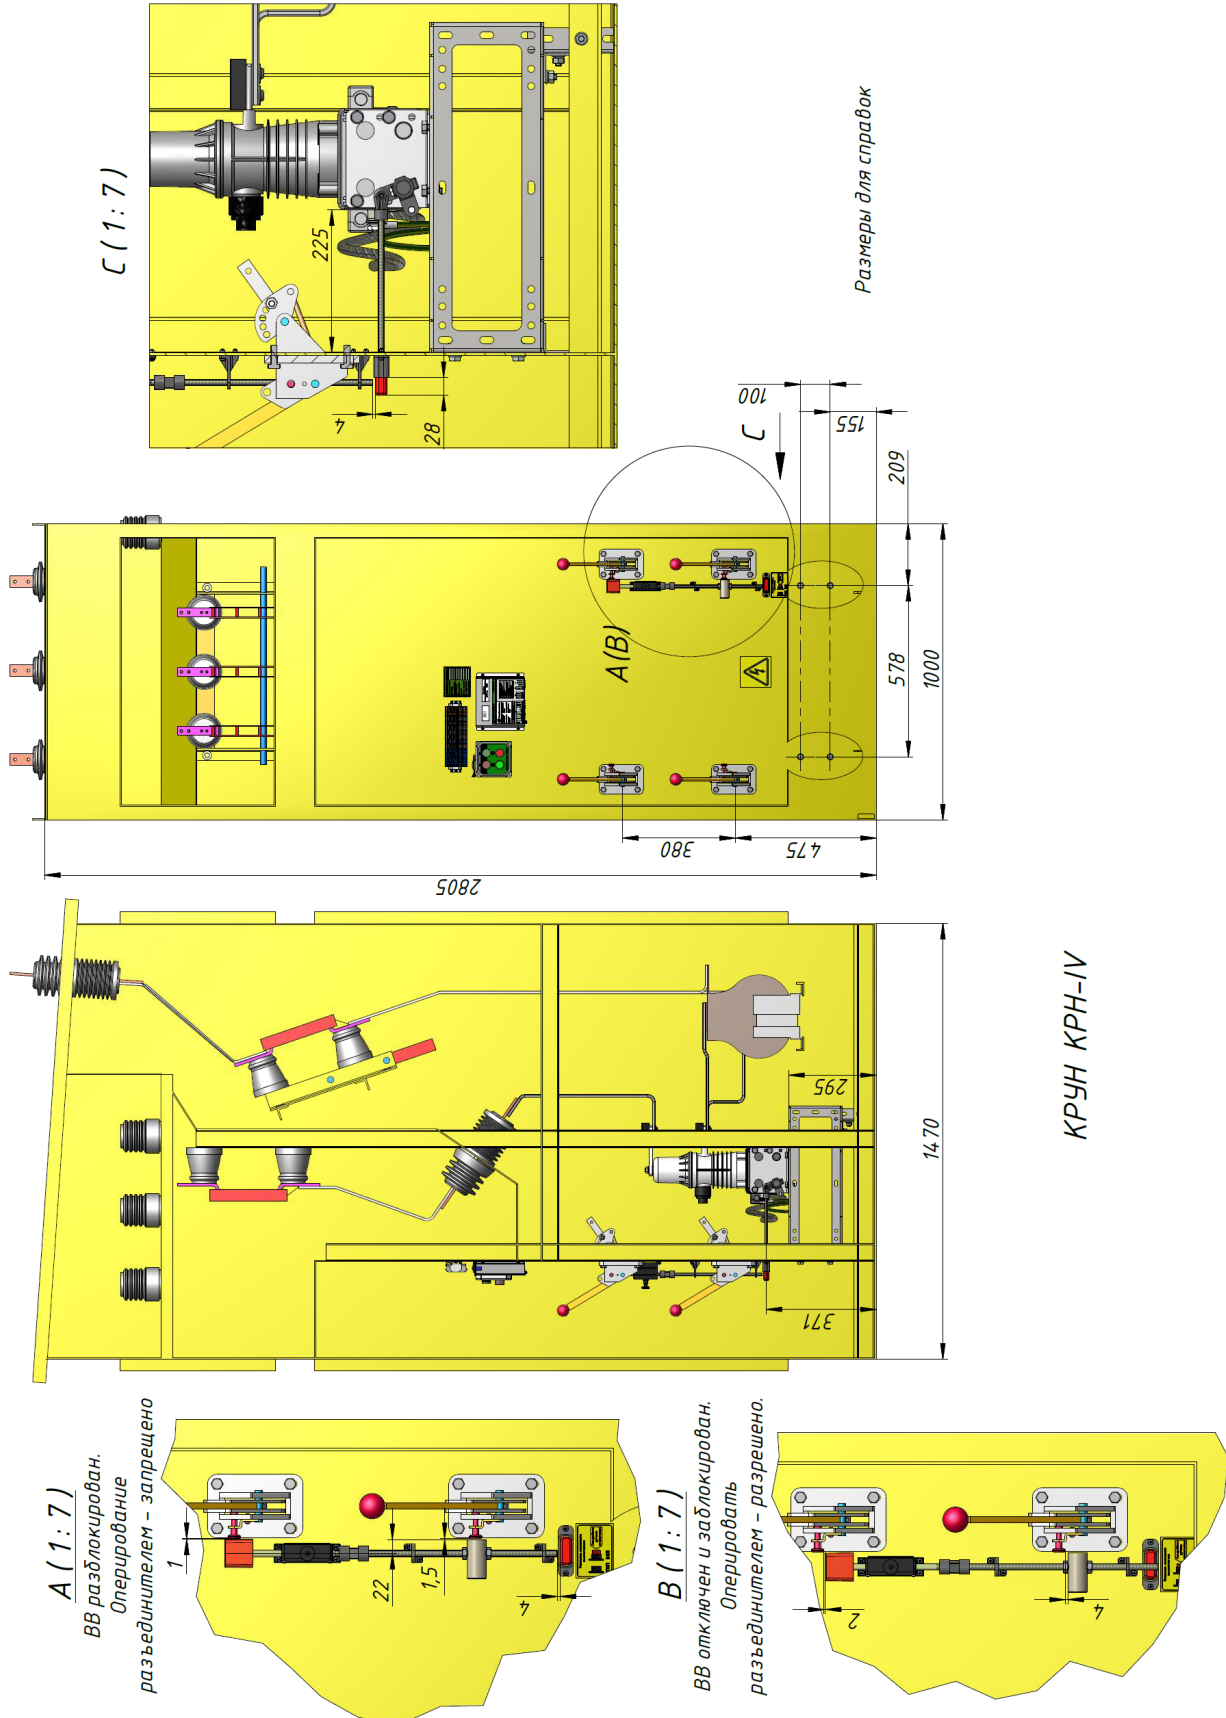 C ( 1 : 7 )
225
4
28
Размеры для справок
100
C
155
209
A(B)
578
1000
380
475
2805
295
1470
371
КРУН КРН-IV
A ( 1 : 7 )
ВВ разблокирован.
Оперирование
разъединителем – запрещено
1
22
1,5
4
B ( 1 : 7 )
ВВ отключен и заблокирован.
Оперировать
разъединителем – разрешено.
2
4